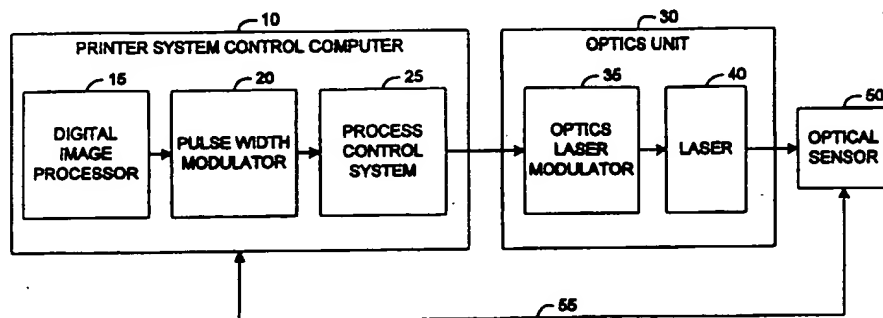 10
30
PRINTER SYSTEM CONTROL COMPUTER
OPTICS UNIT
15
20
25
35
40
50
DIGITAL
IMAGE
PROCESSOR
PULSE WIDTH
MODULATOR
PROCESS
CONTROL
SYSTEM
OPTICS
LASER
MODULATOR
LASER
OPTICAL
SENSOR
55